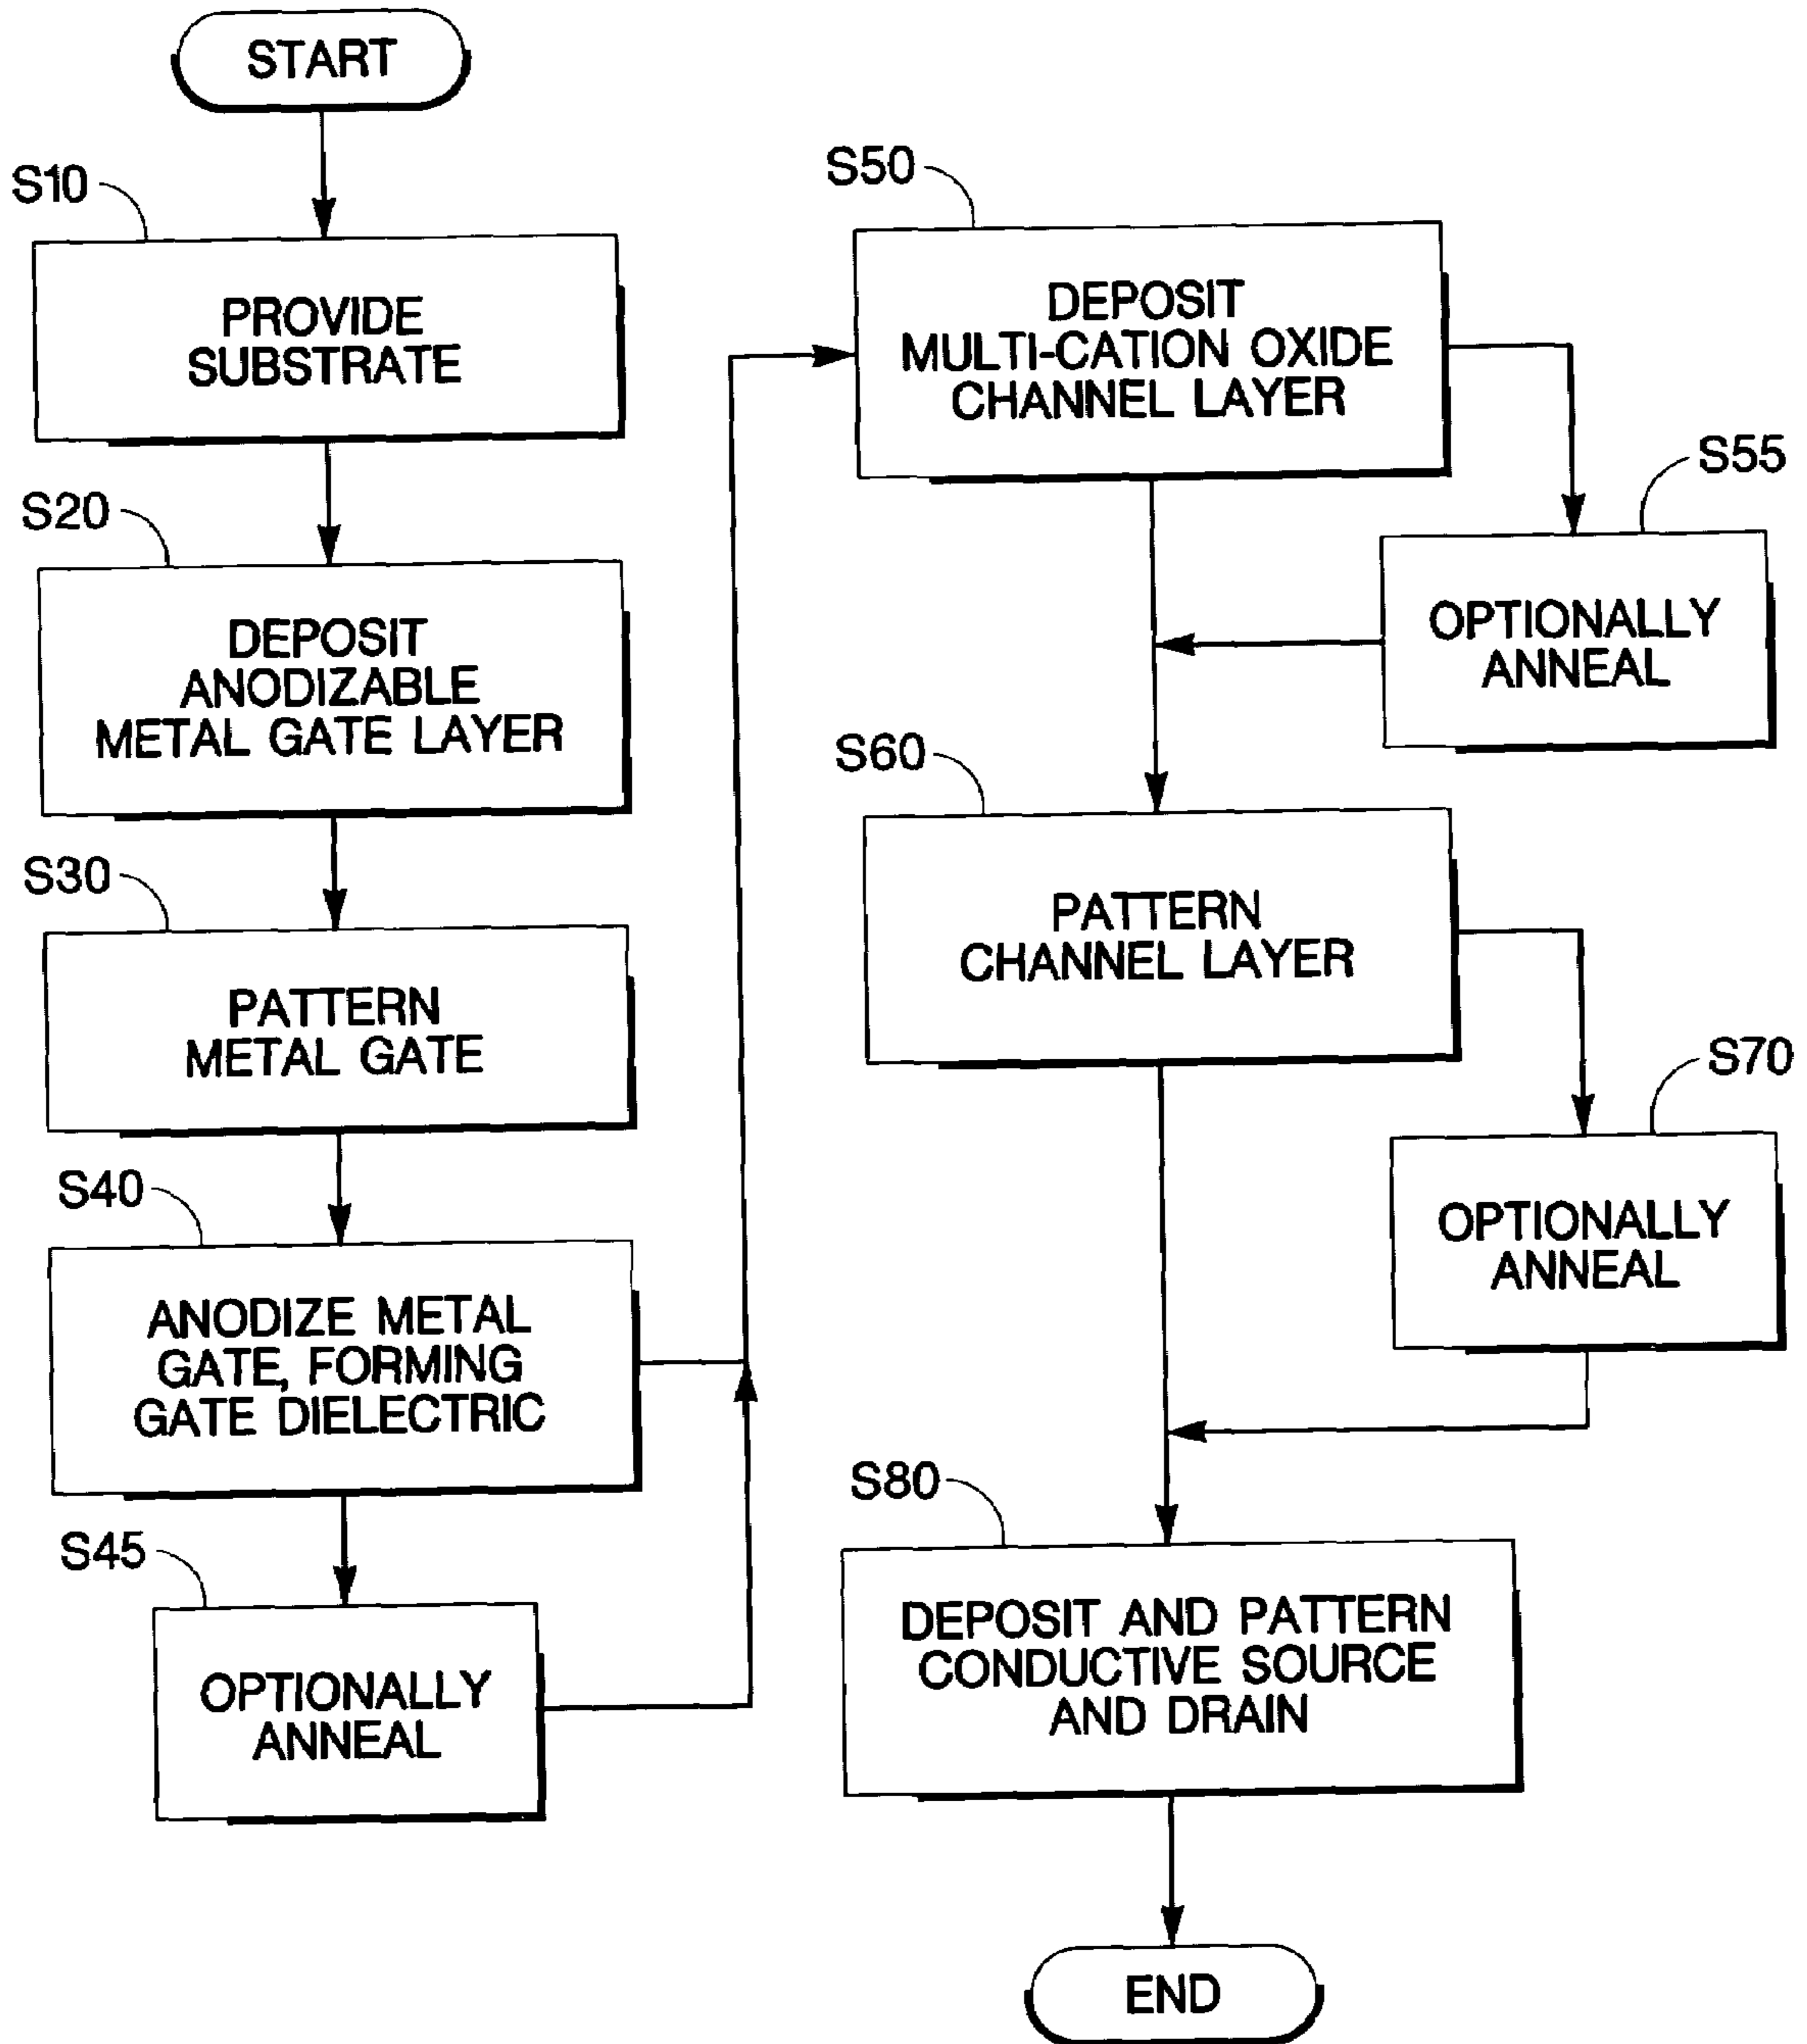 START
S10
PROVIDE
SUBSTRATE
S20
DEPOSIT
ANODIZABLE
METAL GATE LAYER
S30
PATTERN
METAL GATE
S40
ANODIZE METAL
GATE, FORMING
GATE DIELECTRIC
S45
OPTIONALLY
ANNEAL
S50
DEPOSIT
MULTI-CATION OXIDE
CHANNEL LAYER
S55
OPTIONALLY
ANNEAL
S60
PATTERN
CHANNEL LAYER
S70
OPTIONALLY
ANNEAL
S80
DEPOSIT AND PATTERN
CONDUCTIVE SOURCE
AND DRAIN
END